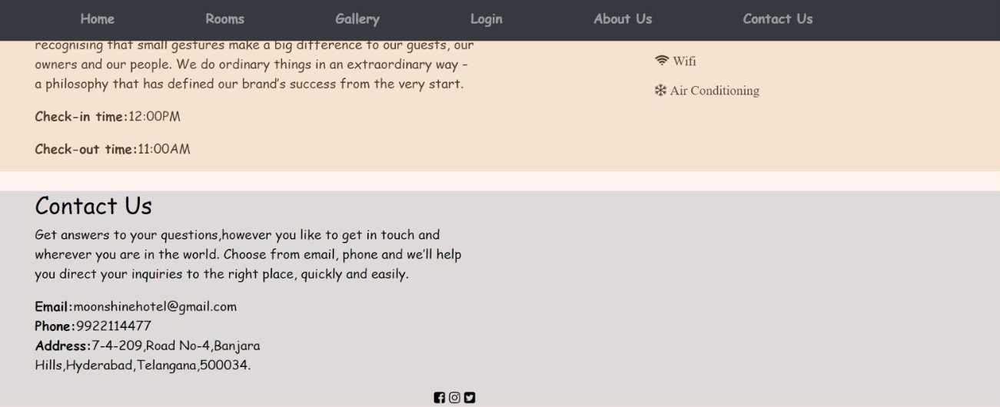 Home Rooms Gallery Login About Us Contact Us
recognising that small gestures make a big difference to our guests, our
owners and our people. We do ordinary things in an extraordinary way –
a philosophy that has defined our brand's success from the very start.
Check-in time:12:00PM
Check-out time:11:00AM
Wifi
Air Conditioning
Contact Us
Get answers to your questions,however you like to get in touch and
wherever you are in the world. Choose from email, phone and we'll help
you direct your inquiries to the right place, quickly and easily.
Email:moonshinehotel@gmail.com
Phone:9922114477
Address:7-4-209,Road No-4,Banjara
Hills,Hyderabad,Telangana,500034.